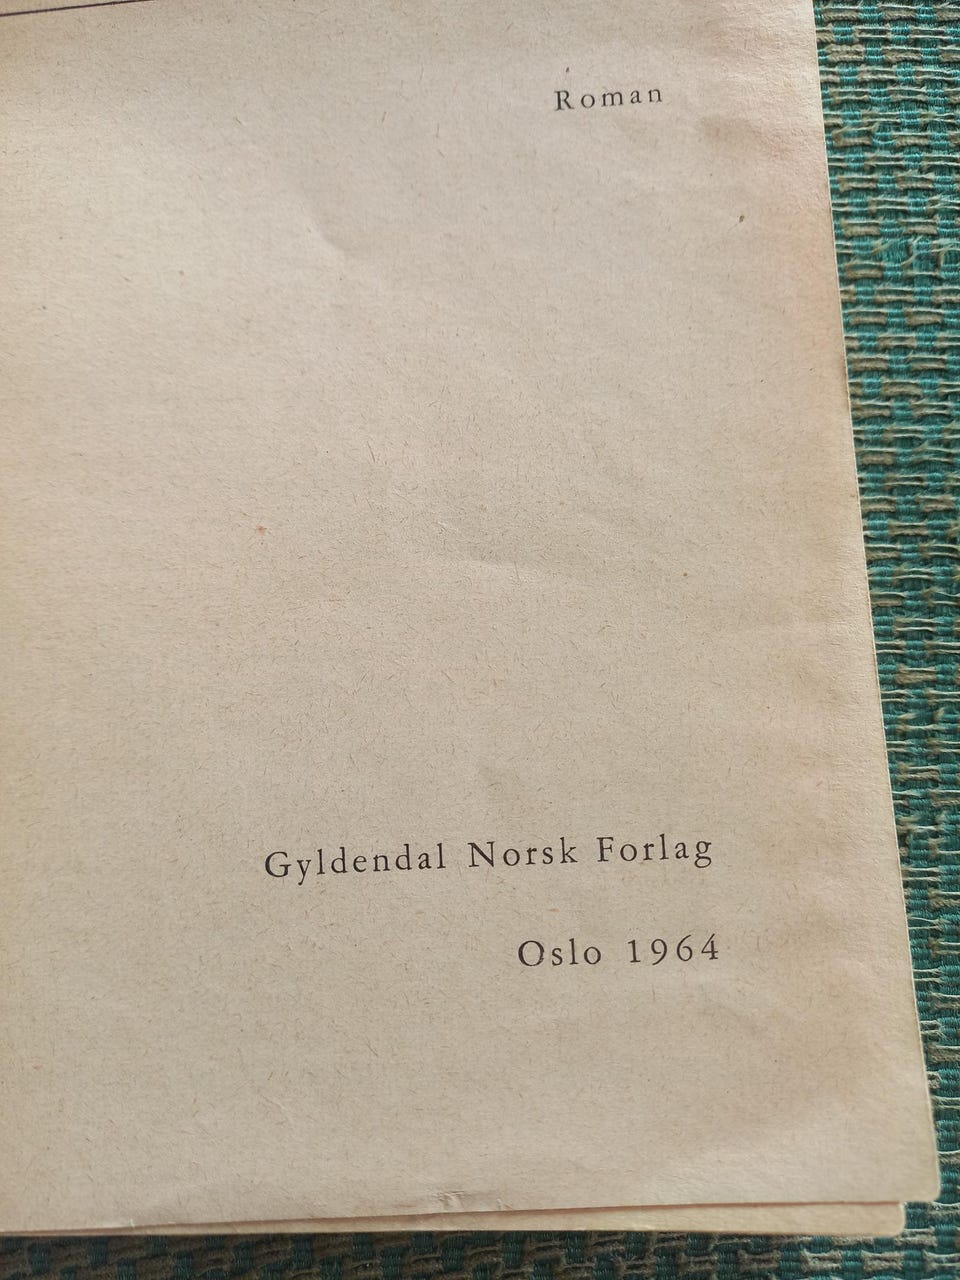 Roman
Gyldendal Norsk Forlag
Oslo 1964